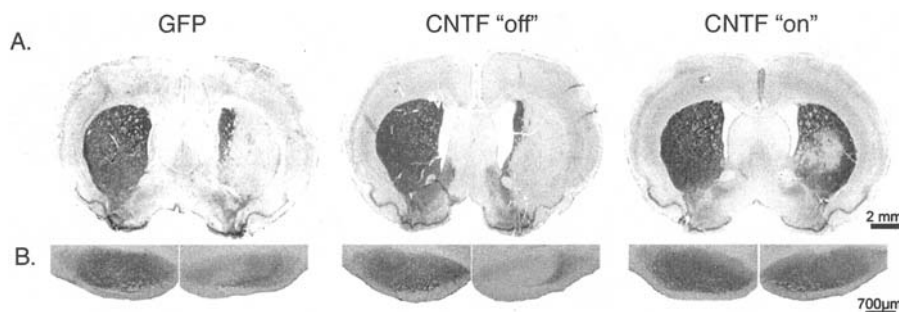 GFP CNTF "off" CNTF "on"
A.
2 mm
B.
700µm